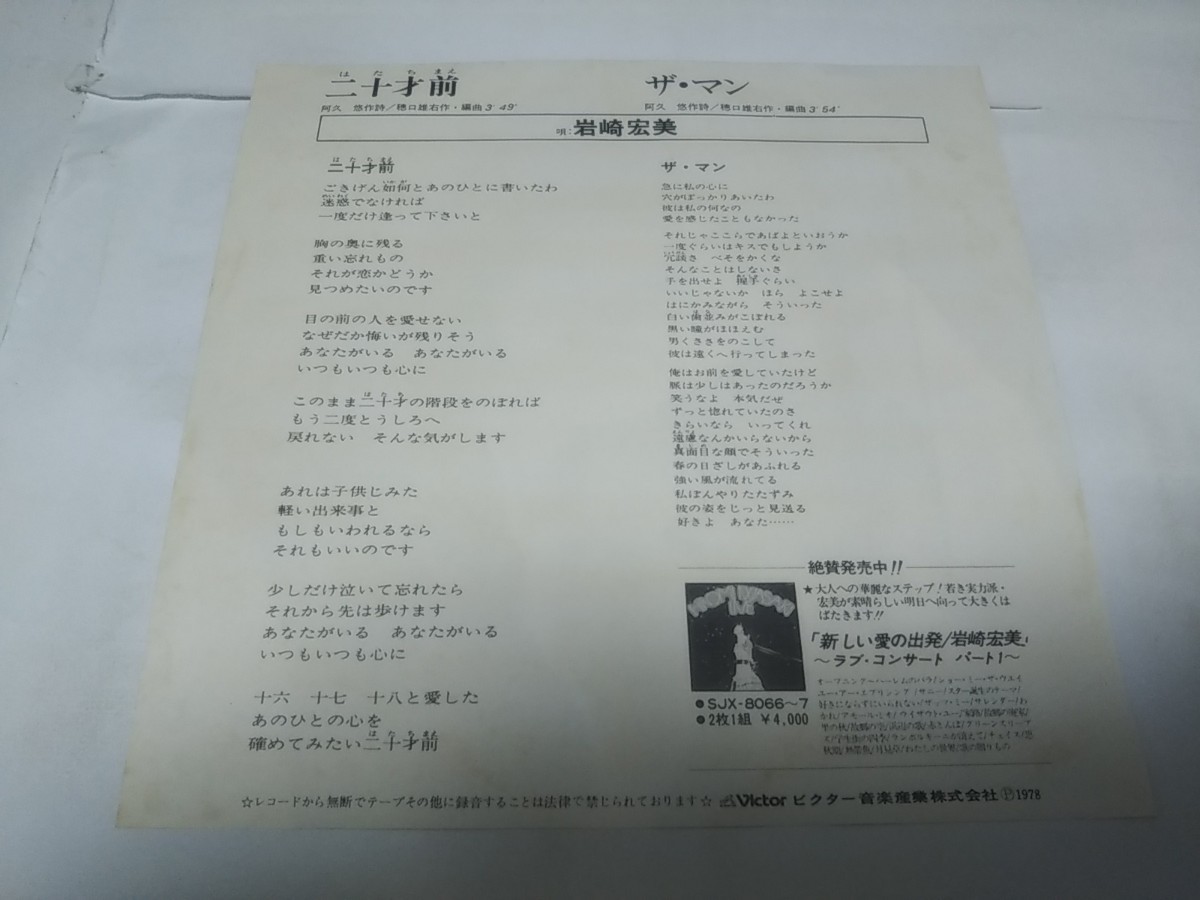 はたちまえ
二十才前
阿久 悠作詩/穂口雄右作・編曲 3′49″
ザ・マン
阿久 悠作詩/穂口雄右作・編曲 3′54″
唄:岩崎宏美
はたちまえ
二十才前
ごきげん如何とあのひとに書いたわ
迷惑でなければ
一度だけ逢って下さいと
胸の奥に残る
重い忘れもの
それが恋かどうか
見つめたいのです
目の前の人を愛せない
なぜだか悔いが残りそう
あなたがいる あなたがいる
いつもいつも心に
このまま二十才の階段をのぼれば
もう二度とうしろへ
戻れない そんな気がします
あれは子供じみた
軽い出来事と
もしもいわれるなら
それもいいのです
少しだけ泣いて忘れたら
それから先は歩けます
あなたがいる あなたがいる
いつもいつも心に
十六 十七 十八と愛した
あのひとの心を
確めてみたい二十才前
ザ・マン
急に私の心に
穴がぽっかりあいたわ
彼は私の何なの
愛を感じたこともなかった
それじゃここらであばよといおうか
一度ぐらいはキスでもしようか
冗談さ べそをかくな
そんなことはしないさ
手を出せよ 握手ぐらい
いいじゃないか ほら よこせよ
はにかみながら そういった
白い歯並みがこぼれる
黒い瞳がほほえむ
男くささをのこして
彼は遠くへ行ってしまった
俺はお前を愛していたけど
脈は少しはあったのだろうか
笑うなよ 本気だぜ
ずっと惚れていたのさ
きらいなら いってくれ
遠慮なんかいらないから
真面目な顔でそういった
春の日ざしがあふれる
強い風が流れてる
私ぼんやりたたずみ
彼の姿をじっと見送る
好きよ あなた……
絶賛発売中!!
★大人への華麗なステップ!若き実力派・
宏美が素晴らしい明日へ向って大きくは
ばたきます!!
「新しい愛の出発/岩崎宏美」
〜ラブ・コンサート パート1〜
●SJX-8066〜7
●2枚1組 ¥4,000
☆レコードから無断でテープその他に録音することは法律で禁じられております☆ Victor ビクター音楽産業株式会社 Ⓟ1978